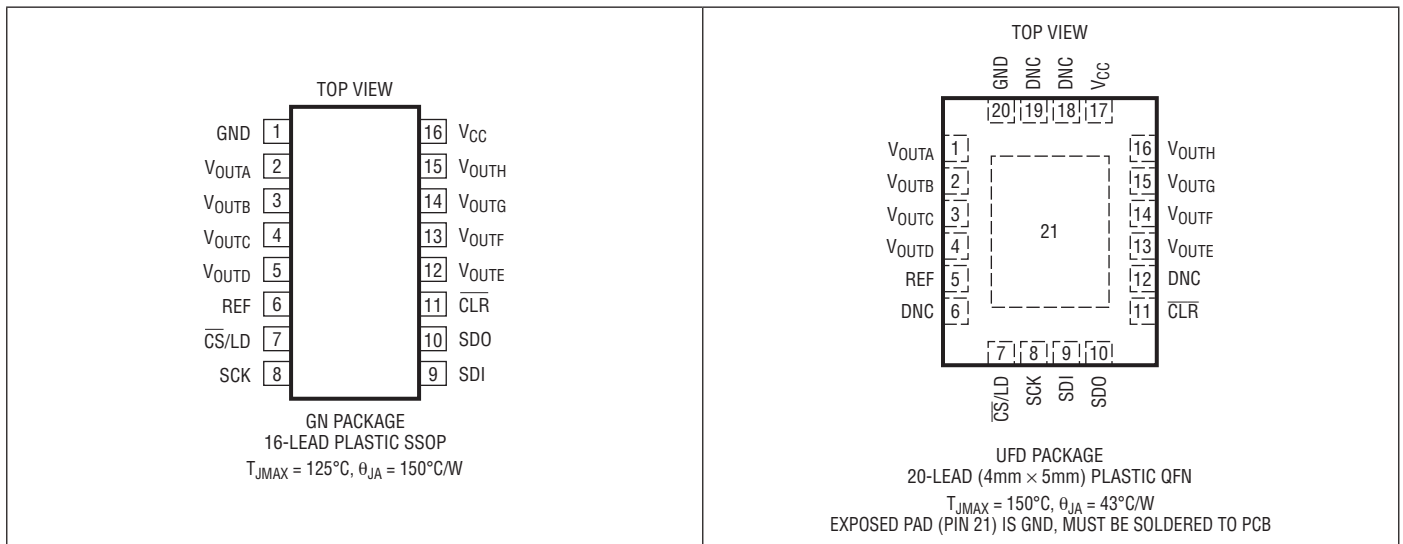 TOP VIEW
GND 1
VOUTA 2
VOUTB 3
VOUTC 4
VOUTD 5
REF 6
C̅S̅/LD 7
SCK 8
16 VCC
15 VOUTH
14 VOUTG
13 VOUTF
12 VOUTE
11 C̅L̅R̅
10 SDO
9 SDI
GN PACKAGE
16-LEAD PLASTIC SSOP
TJMAX = 125°C, θJA = 150°C/W
TOP VIEW
GND DNC DNC VCC
20 19 18 17
VOUTA 1
VOUTB 2
VOUTC 3
VOUTD 4
REF 5
DNC 6
21
16 VOUTH
15 VOUTG
14 VOUTF
13 VOUTE
12 DNC
11 C̅L̅R̅
7 8 9 10
C̅S̅/LD SCK SDI SDO
UFD PACKAGE
20-LEAD (4mm × 5mm) PLASTIC QFN
TJMAX = 150°C, θJA = 43°C/W
EXPOSED PAD (PIN 21) IS GND, MUST BE SOLDERED TO PCB